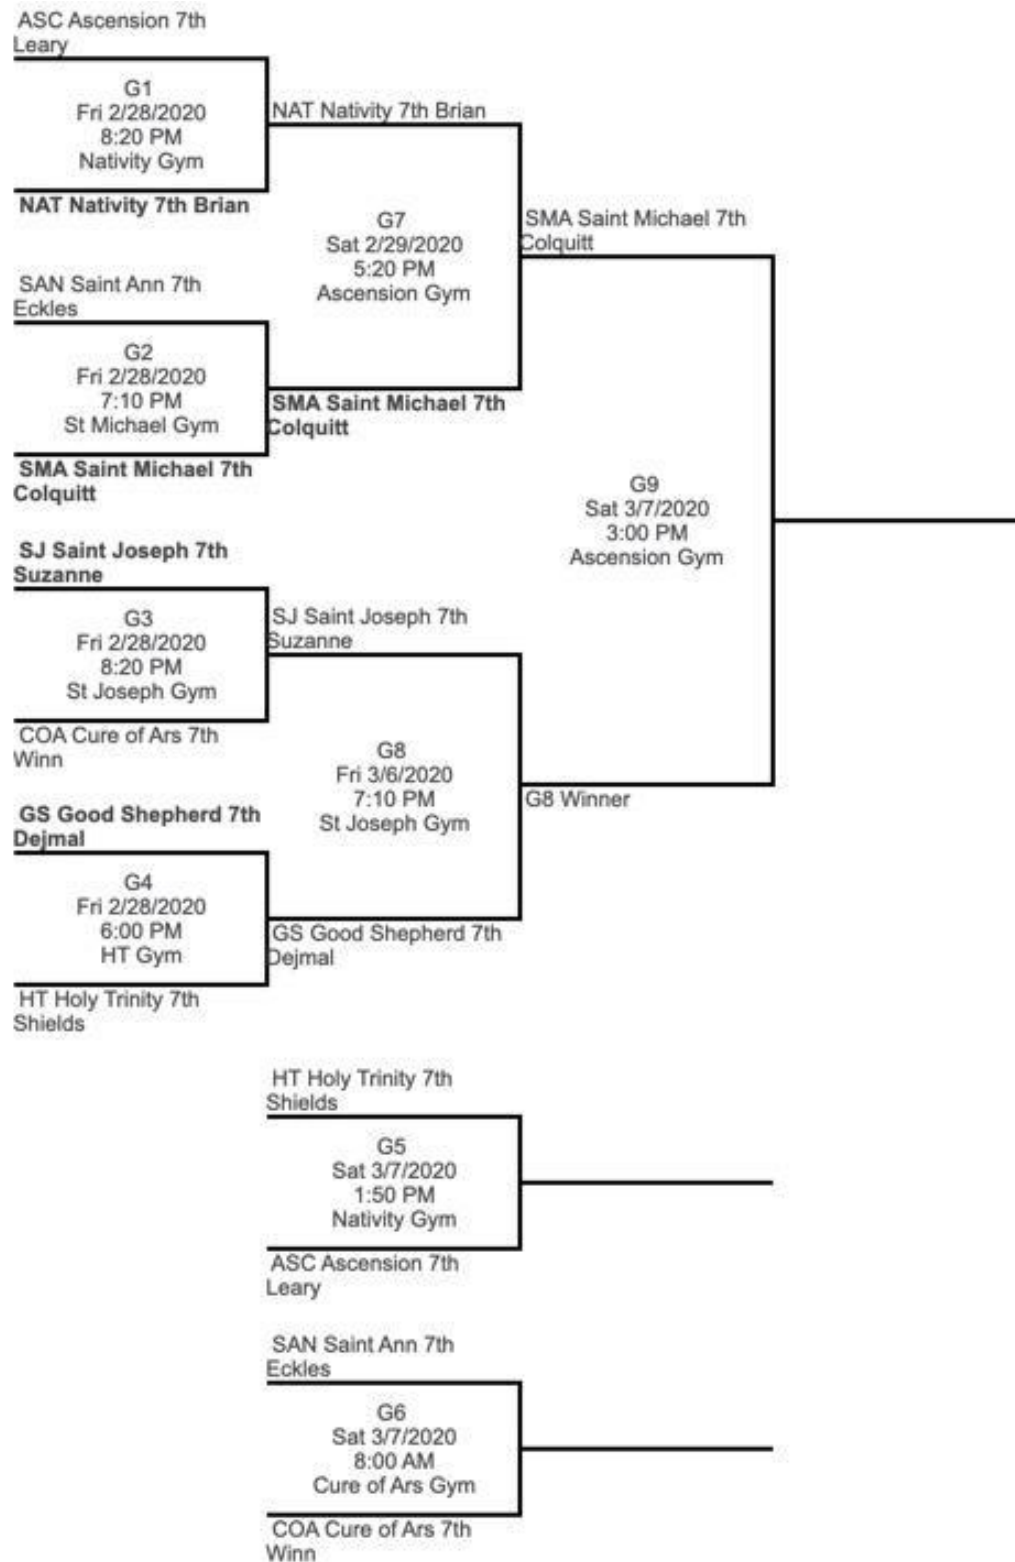 ASC Ascension 7th
Leary
G1
Fri 2/28/2020
8:20 PM
Nativity Gym
NAT Nativity 7th Brian
NAT Nativity 7th Brian
SAN Saint Ann 7th
Eckles
G2
Fri 2/28/2020
7:10 PM
St Michael Gym
SMA Saint Michael 7th
Colquitt
G7
Sat 2/29/2020
5:20 PM
Ascension Gym
SMA Saint Michael 7th
Colquitt
SMA Saint Michael 7th
Colquitt
SJ Saint Joseph 7th
Suzanne
G3
Fri 2/28/2020
8:20 PM
St Joseph Gym
COA Cure of Ars 7th
Winn
SJ Saint Joseph 7th
Suzanne
GS Good Shepherd 7th
Dejmal
G4
Fri 2/28/2020
6:00 PM
HT Gym
HT Holy Trinity 7th
Shields
G8
Fri 3/6/2020
7:10 PM
St Joseph Gym
GS Good Shepherd 7th
Dejmal
G9
Sat 3/7/2020
3:00 PM
Ascension Gym
G8 Winner
HT Holy Trinity 7th
Shields
G5
Sat 3/7/2020
1:50 PM
Nativity Gym
ASC Ascension 7th
Leary
SAN Saint Ann 7th
Eckles
G6
Sat 3/7/2020
8:00 AM
Cure of Ars Gym
COA Cure of Ars 7th
Winn